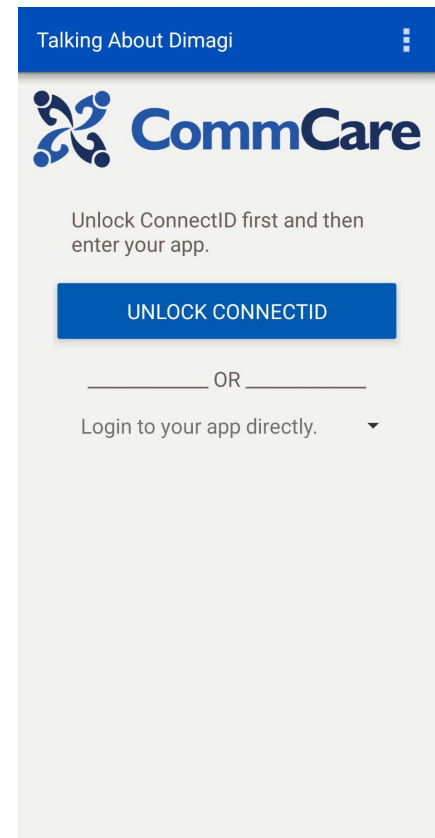 Talking About Dimagi
CommCare
Unlock ConnectID first and then
enter your app.
UNLOCK CONNECTID
OR
Login to your app directly.